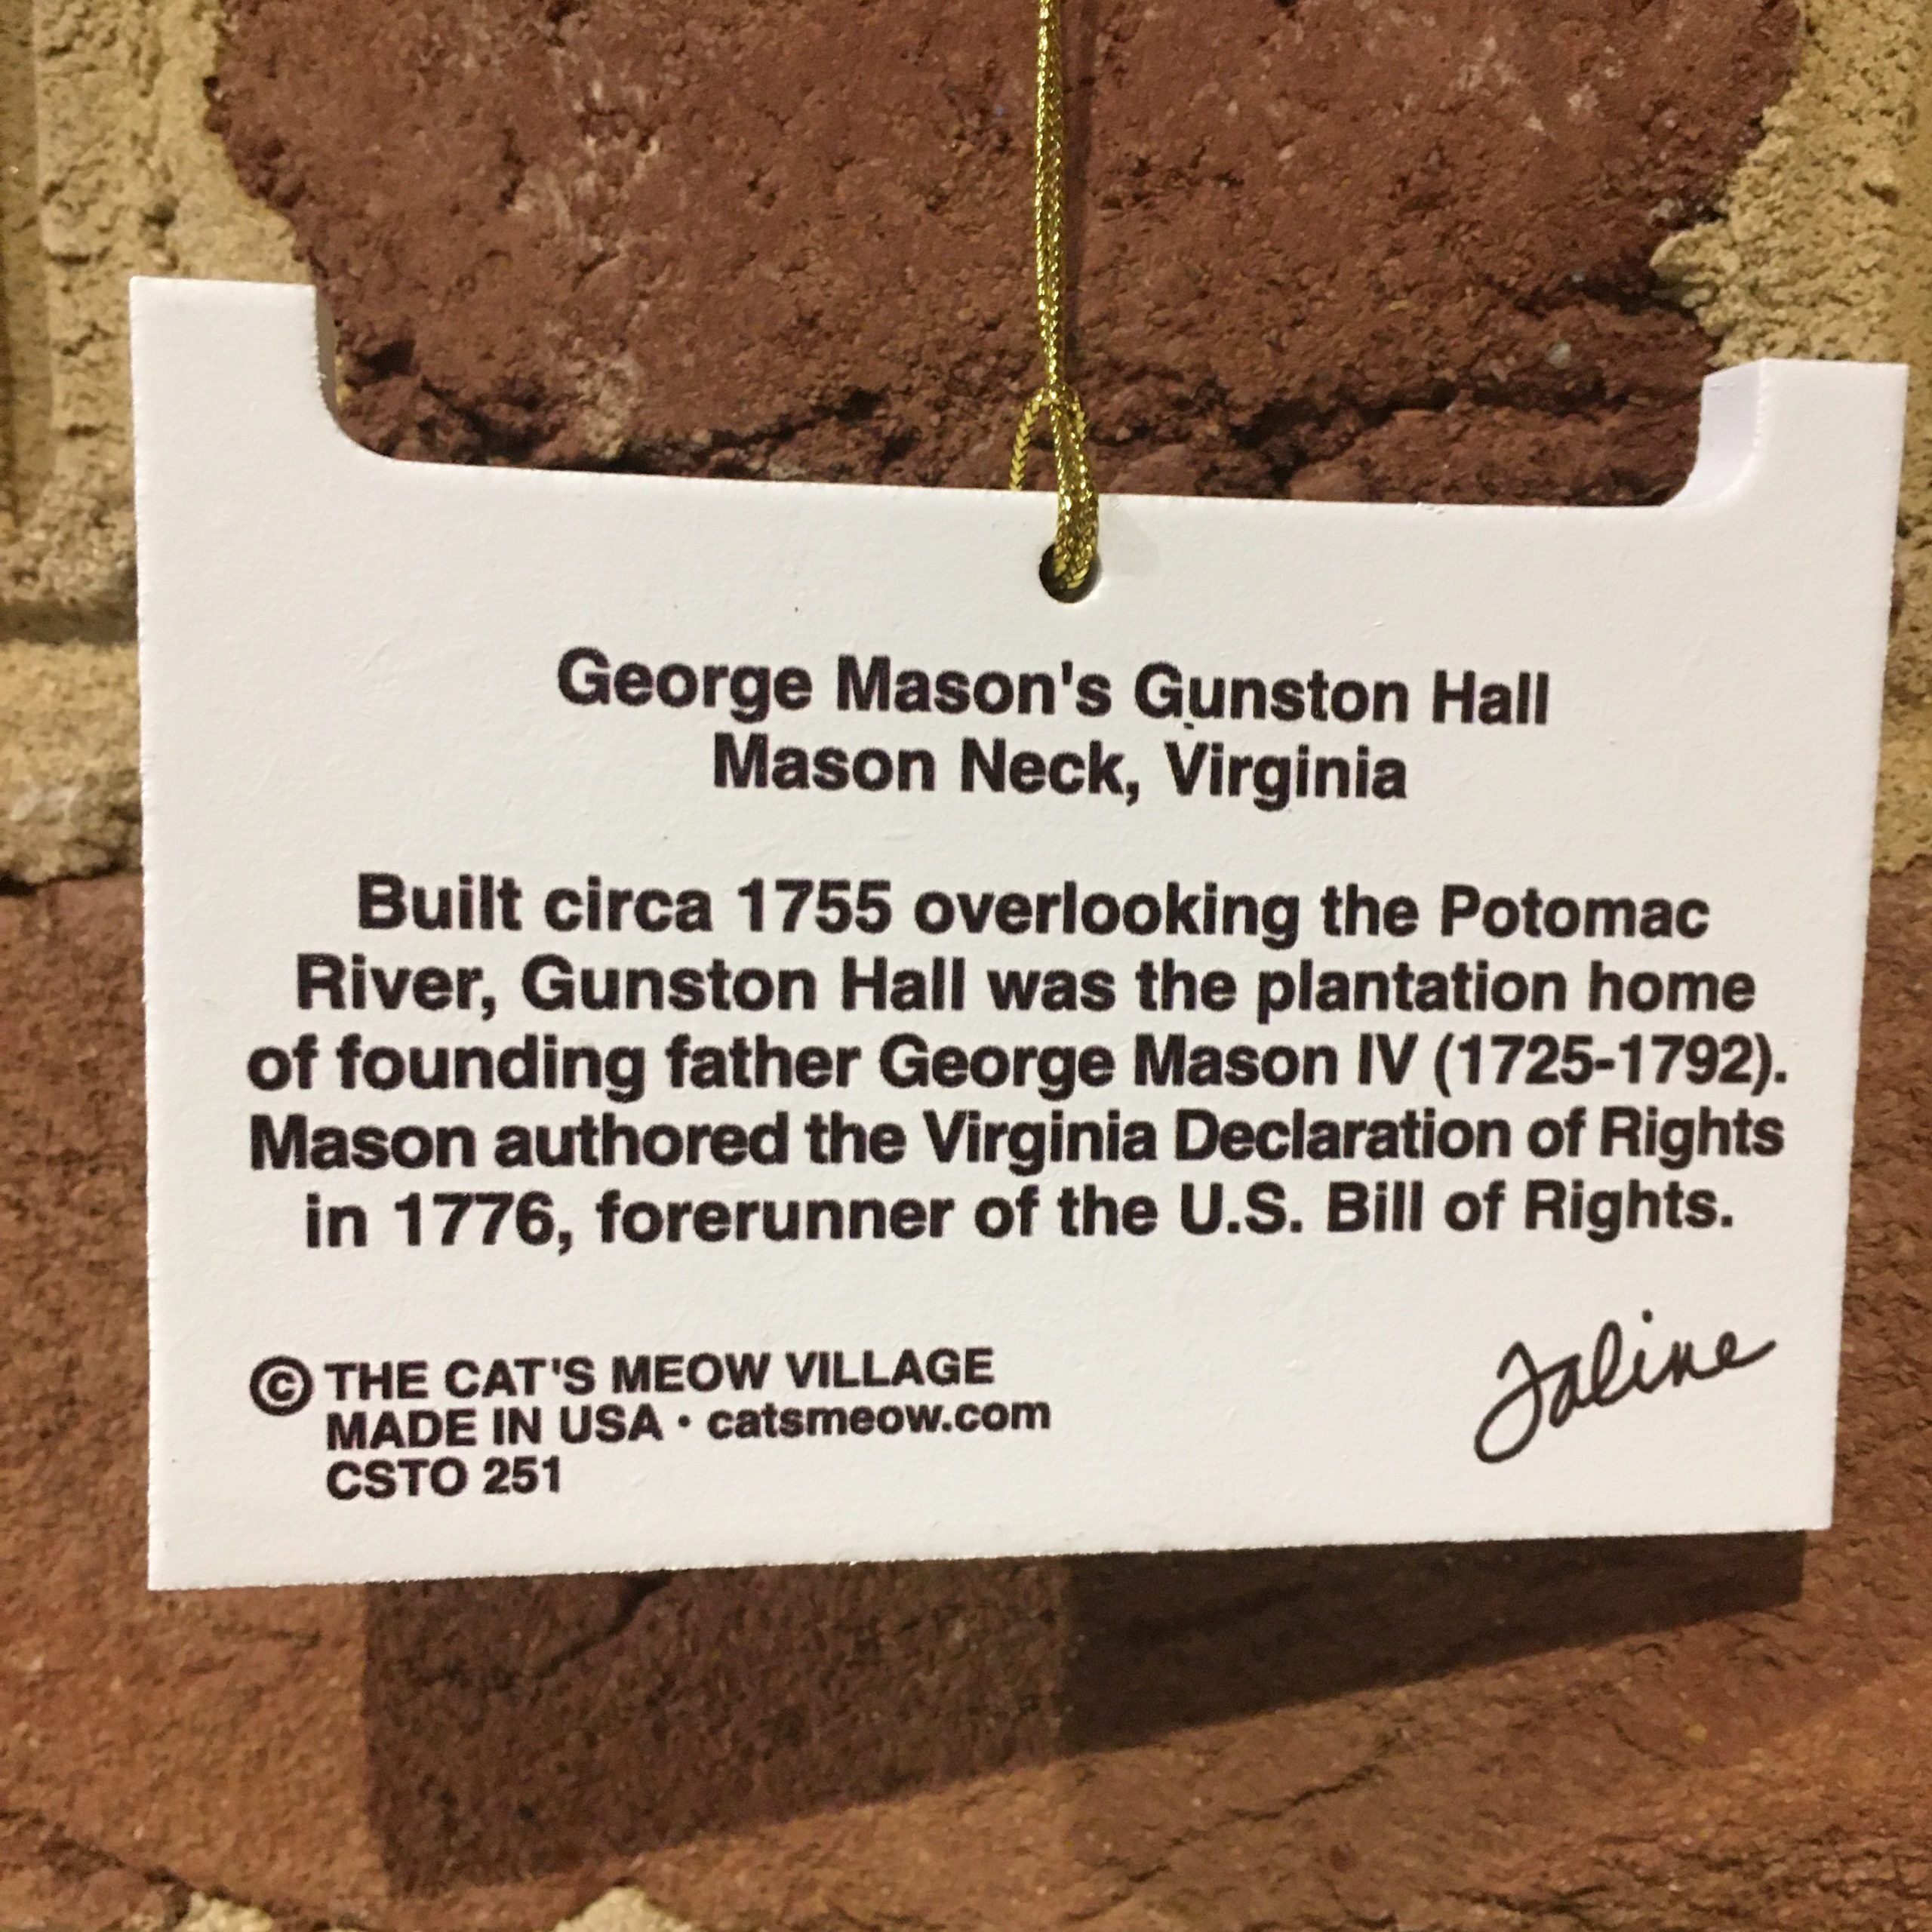 George Mason's Gunston Hall
Mason Neck, Virginia
Built circa 1755 overlooking the Potomac
River, Gunston Hall was the plantation home
of founding father George Mason IV (1725-1792).
Mason authored the Virginia Declaration of Rights
in 1776, forerunner of the U.S. Bill of Rights.
© THE CAT'S MEOW VILLAGE
MADE IN USA • catsmeow.com
CSTO 251
Faline